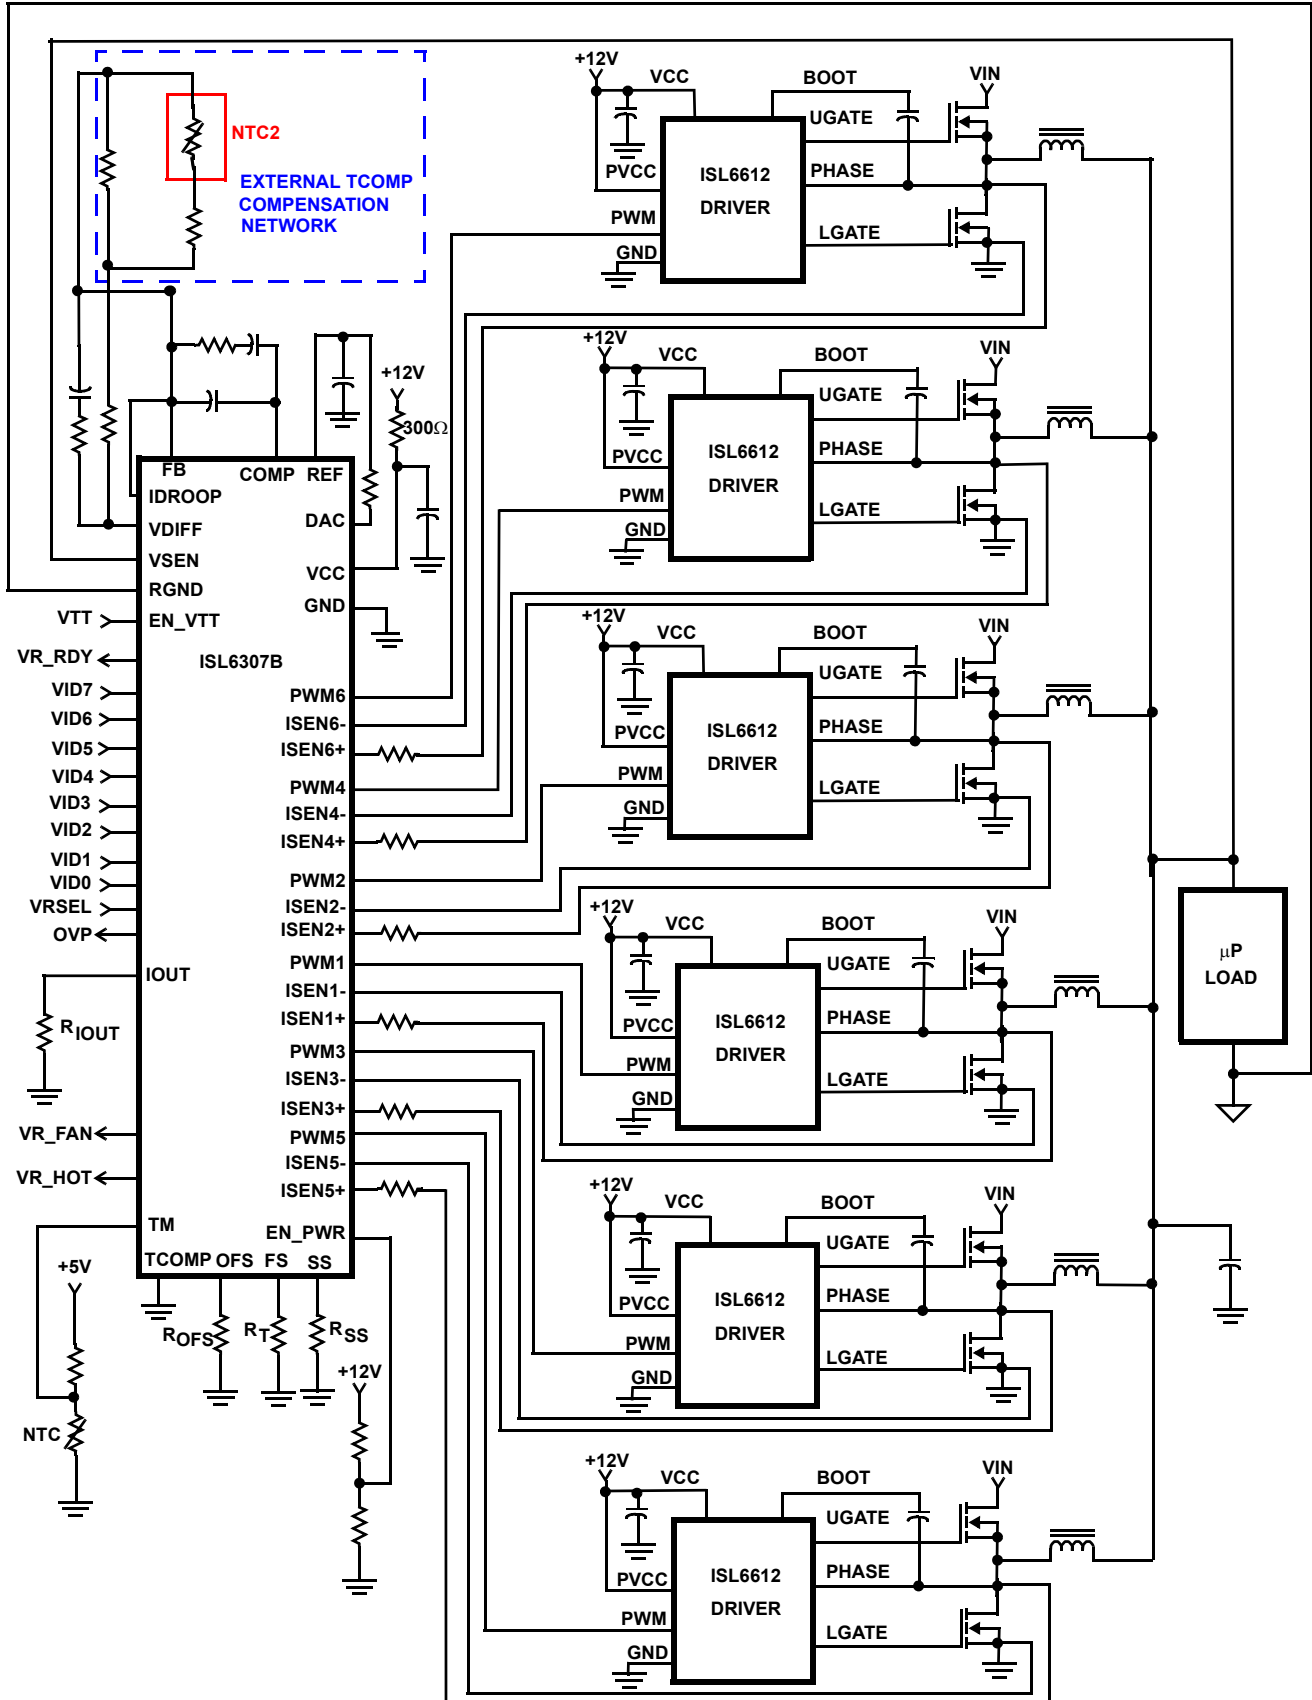 NTC2
EXTERNAL TCOMP
COMPENSATION
NETWORK
+12V
VCC
BOOT
VIN
UGATE
PVCC
ISL6612
DRIVER
PHASE
PWM
LGATE
GND
+12V
VCC
BOOT
VIN
UGATE
PVCC
ISL6612
DRIVER
PHASE
PWM
LGATE
GND
+12V
VCC
BOOT
VIN
UGATE
PVCC
ISL6612
DRIVER
PHASE
PWM
LGATE
GND
+12V
VCC
BOOT
VIN
UGATE
PVCC
ISL6612
DRIVER
PHASE
PWM
LGATE
GND
+12V
VCC
BOOT
VIN
UGATE
PVCC
ISL6612
DRIVER
PHASE
PWM
LGATE
GND
+12V
VCC
BOOT
VIN
UGATE
PVCC
ISL6612
DRIVER
PHASE
PWM
LGATE
GND
+12V
300Ω
FB
COMP
REF
IDROOP
VDIFF
VSEN
RGND
EN_VTT
DAC
VCC
GND
ISL6307B
VTT
VR_RDY
VID7
VID6
VID5
VID4
VID3
VID2
VID1
VID0
VRSEL
OVP
IOUT
RIOUT
VR_FAN
VR_HOT
TM
PWM6
ISEN6-
ISEN6+
PWM4
ISEN4-
ISEN4+
PWM2
ISEN2-
ISEN2+
PWM1
ISEN1-
ISEN1+
PWM3
ISEN3-
ISEN3+
PWM5
ISEN5-
ISEN5+
EN_PWR
TCOMP
OFS
FS
SS
+5V
ROFS
RT
RSS
+12V
NTC
μP
LOAD